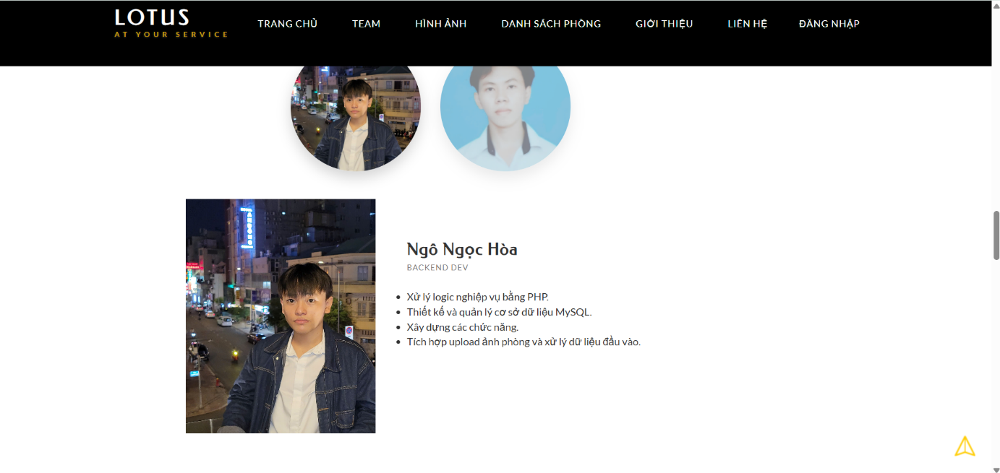 LOTUS
AT YOUR SERVICE
TRANG CHỦ
TEAM
HÌNH ẢNH
DANH SÁCH PHÒNG
GIỚI THIỆU
LIÊN HỆ
ĐĂNG NHẬP
Ngô Ngọc Hòa
BACKEND DEV
Xử lý logic nghiệp vụ bằng PHP.
Thiết kế và quản lý cơ sở dữ liệu MySQL.
Xây dựng các chức năng.
Tích hợp upload ảnh phòng và xử lý dữ liệu đầu vào.